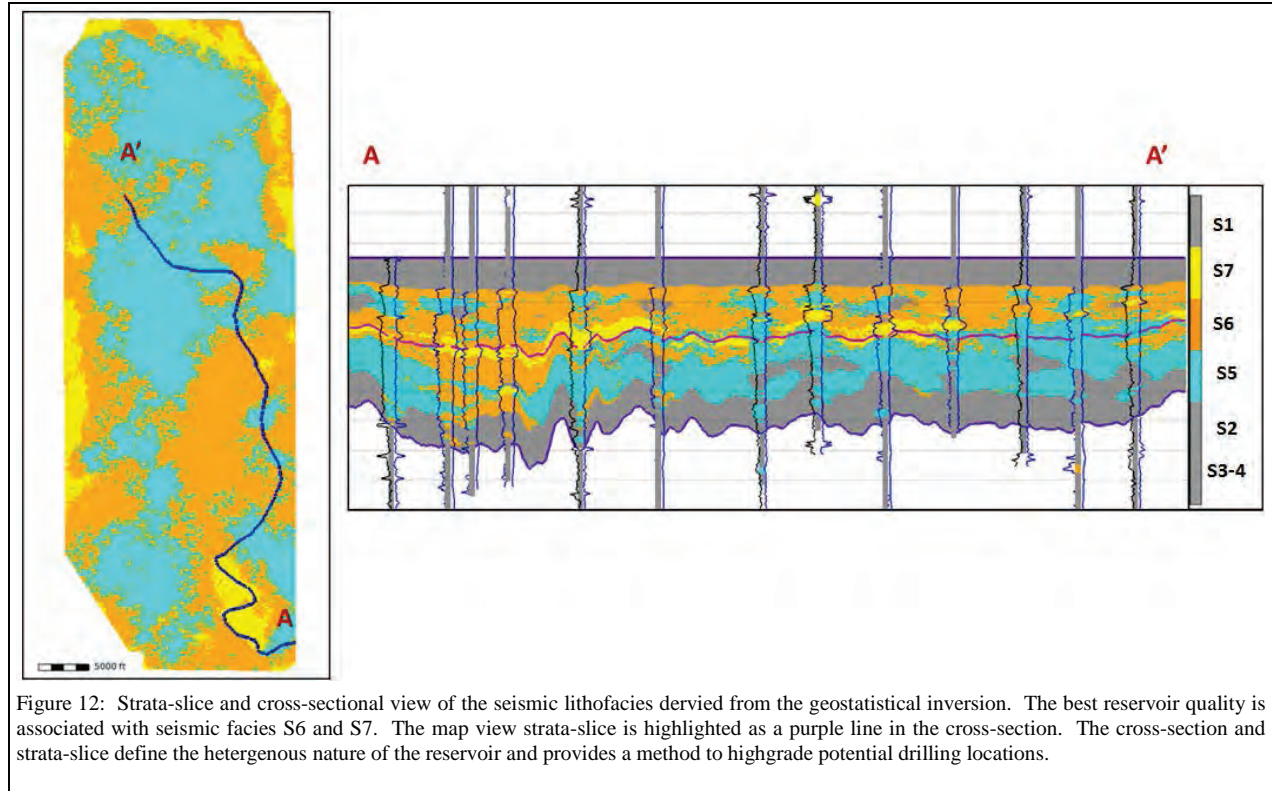 A'
A
5000 ft
A
A'
S1
S7
S6
S5
S2
S3-4
Figure 12: Strata-slice and cross-sectional view of the seismic lithofacies dervied from the geostatistical inversion. The best reservoir quality is
associated with seismic facies S6 and S7. The map view strata-slice is highlighted as a purple line in the cross-section. The cross-section and
strata-slice define the hetergenous nature of the reservoir and provides a method to highgrade potential drilling locations.